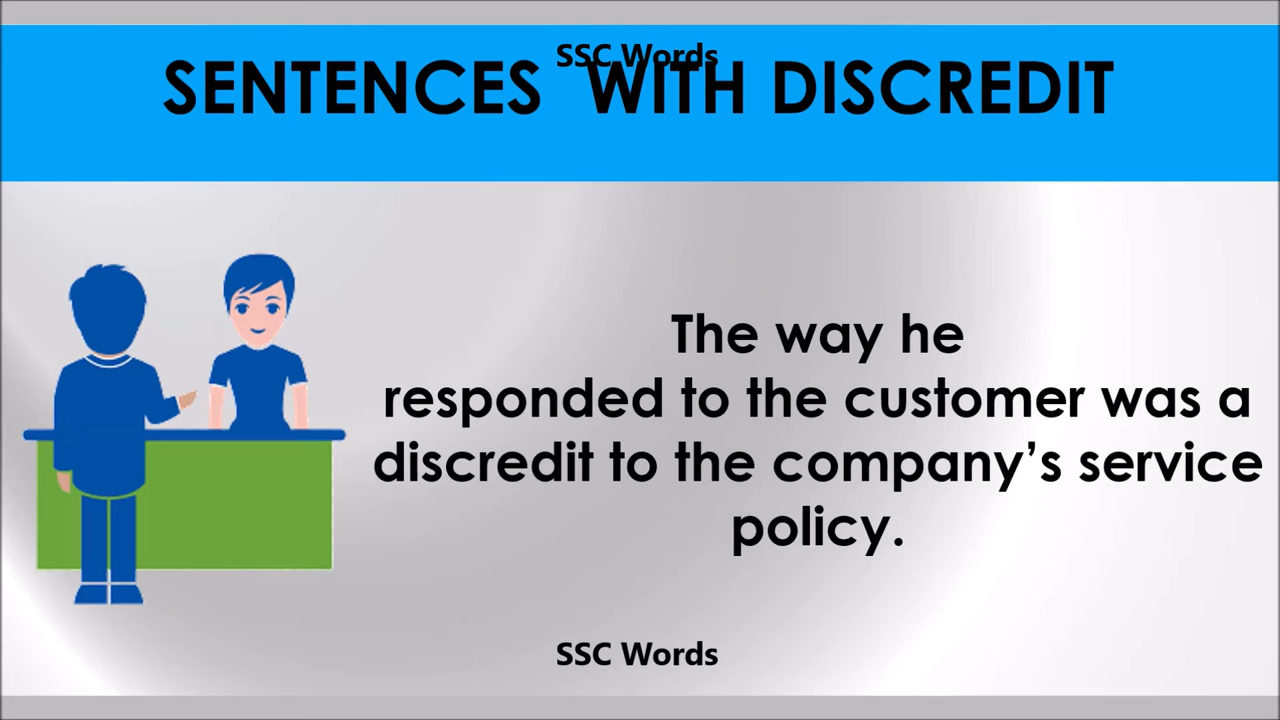 SSC Words
SENTENCES WITH DISCREDIT
The way he
responded to the customer was a
discredit to the company’s service
policy.
SSC Words